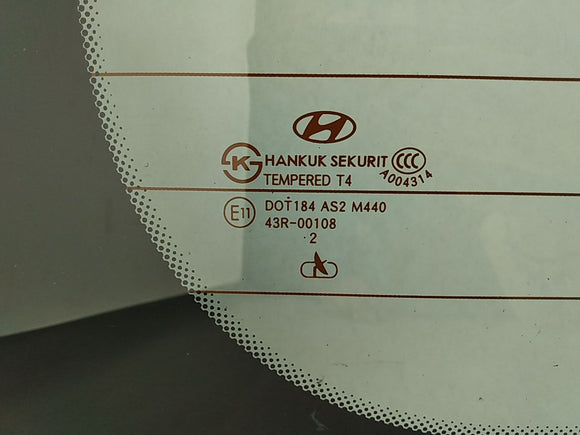 K HANKUK SEKURIT CCC
TEMPERED T4 A004314
E11 DOT184 AS2 M440
43R-00108
2